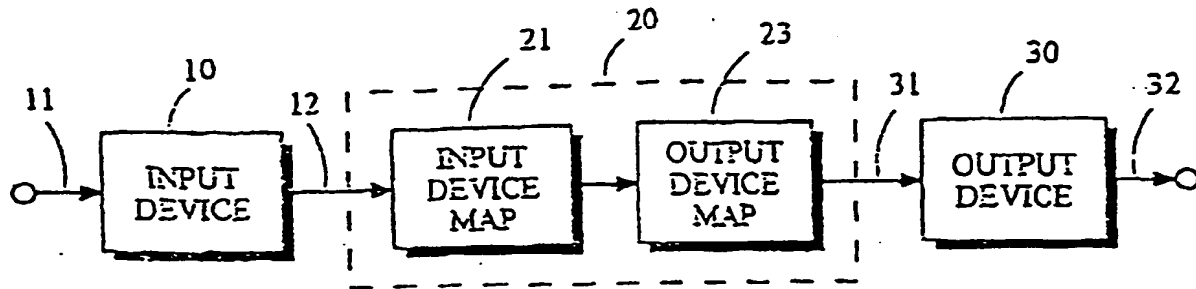 20
21
23
10
30
11
12
31
32
INPUT
DEVICE
INPUT
DEVICE
MAP
OUTPUT
DEVICE
MAP
OUTPUT
DEVICE